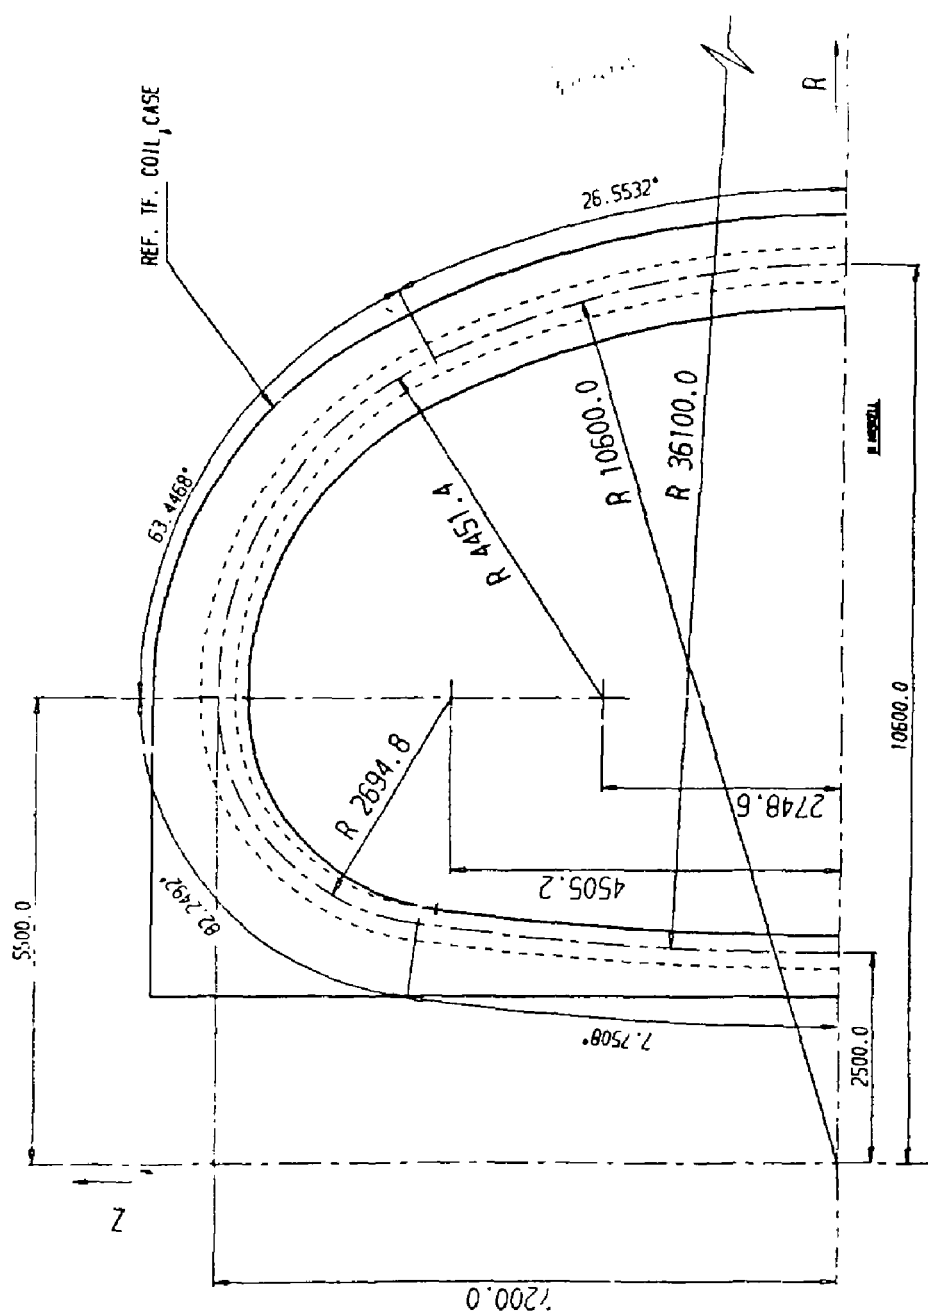 REF. TF. COIL CASE
R
26.5532°
63.4468°
R 4451.4
R 10600.0
R 36100.0
R 2694.8
2748.6
4505.2
10600.0
5500.0
82.2492°
7.7508°
2500.0
Z
7200.0